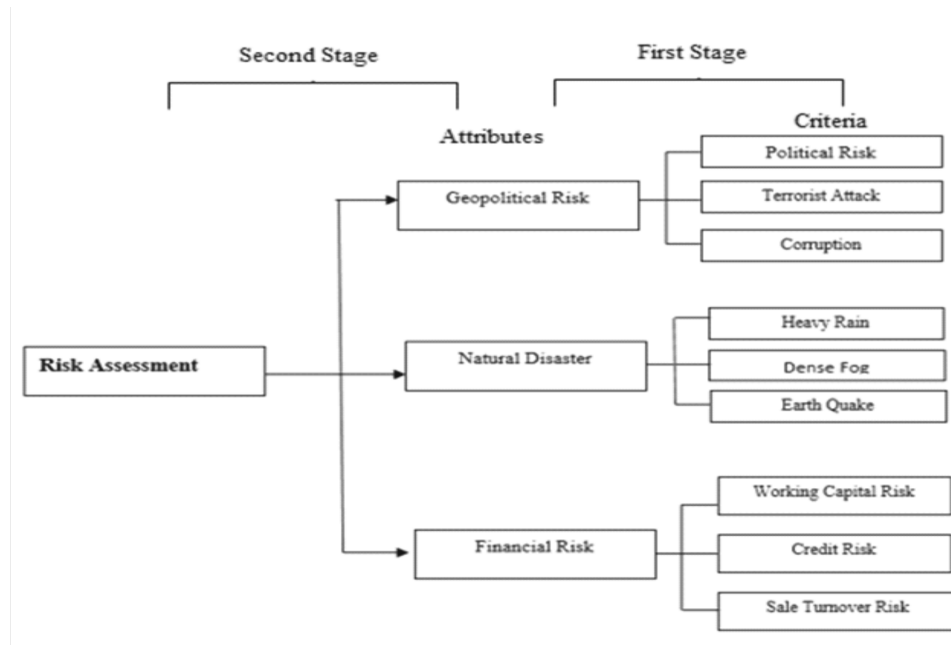 Second Stage
First Stage
Attributes
Criteria
Political Risk
Geopolitical Risk
Terrorist Attack
Corruption
Heavy Rain
Risk Assessment
Natural Disaster
Dense Fog
Earth Quake
Working Capital Risk
Financial Risk
Credit Risk
Sale Turnover Risk